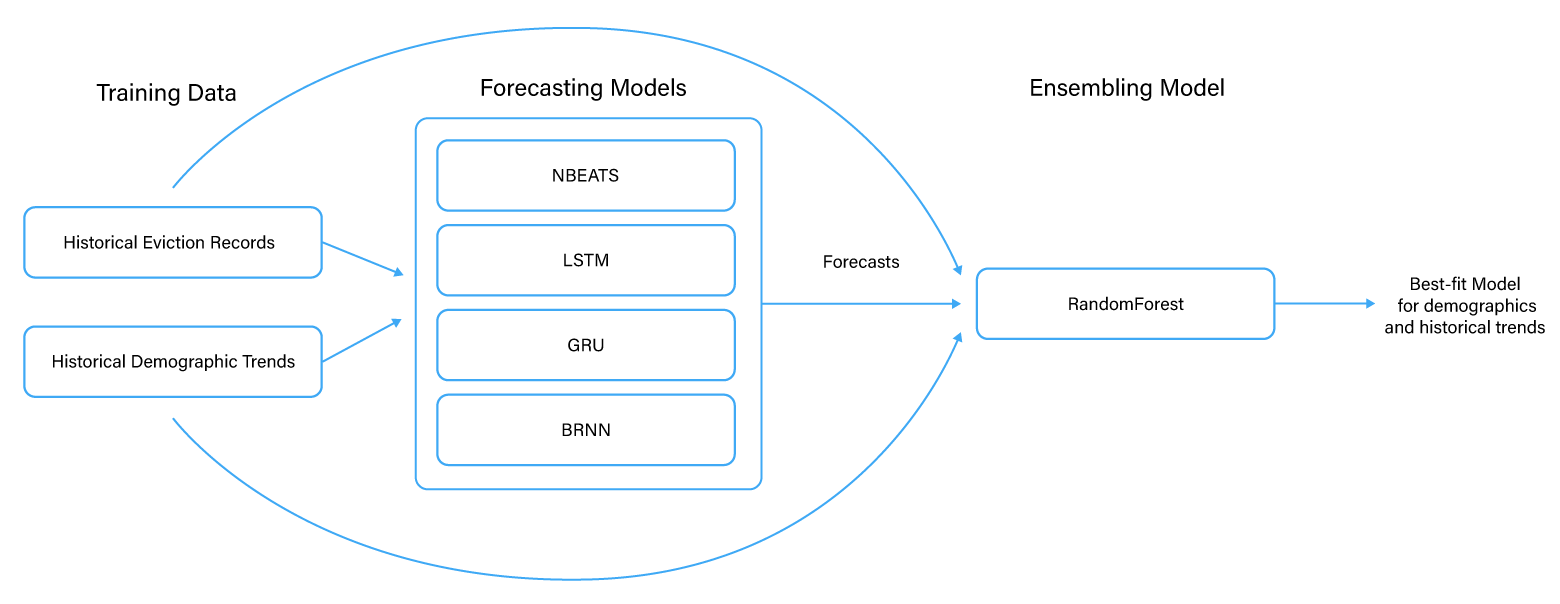 Training Data
Forecasting Models
Ensembling Model
Historical Eviction Records
Historical Demographic Trends
NBEATS
LSTM
GRU
BRNN
Forecasts
RandomForest
Best-fit Model
for demographics
and historical trends